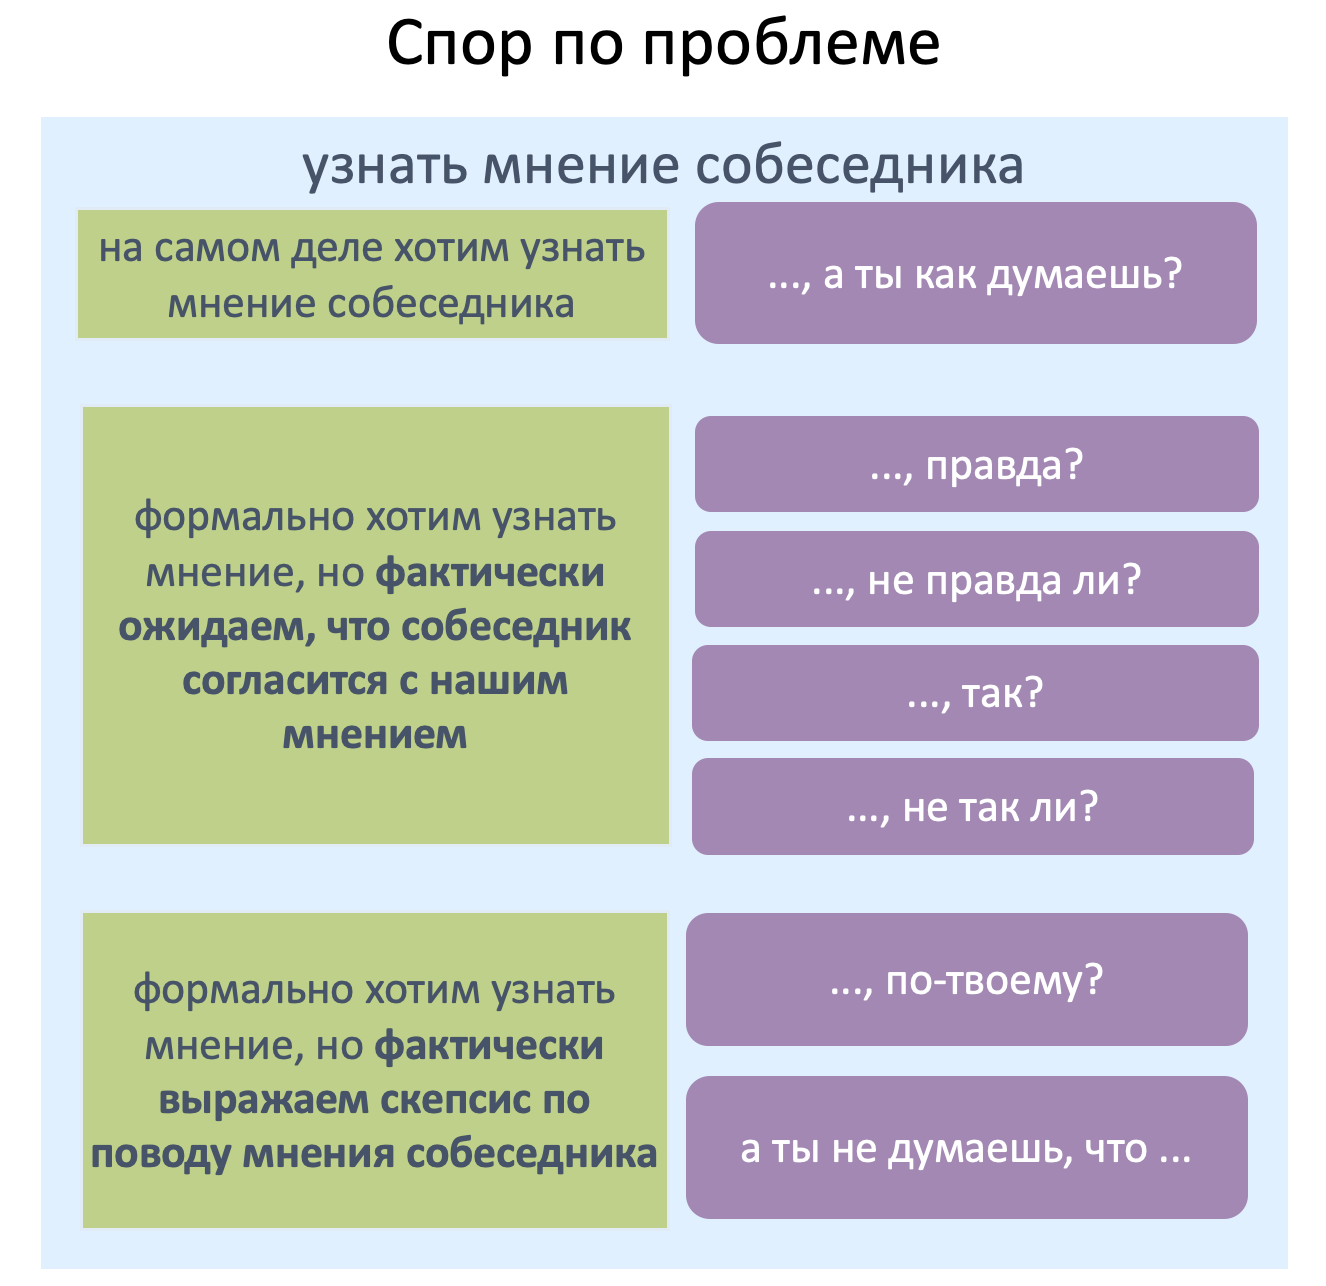 Спор по проблеме
узнать мнение собеседника
на самом деле хотим узнать
мнение собеседника
..., а ты как думаешь?
формально хотим узнать
мнение, но фактически
ожидаем, что собеседник
согласится с нашим
мнением
..., правда?
..., не правда ли?
..., так?
..., не так ли?
формально хотим узнать
мнение, но фактически
выражаем скепсис по
поводу мнения собеседника
..., по-твоему?
а ты не думаешь, что ...